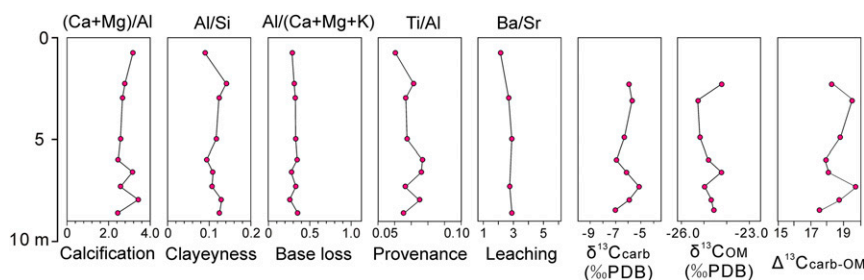 (Ca+Mg)/Al Al/Si Al/(Ca+Mg+K) Ti/Al Ba/Sr
0
5
10 m
0 2.0 4.0 0 0.1 0.2 0 0.5 1.0 0.05 0.10 1 3 5 -9 -7 -5 -26.0 -23.0 15 17 19
Calcification Clayeyness Base loss Provenance Leaching δ¹³Ccarb δ¹³COM Δ¹³Ccarb-OM
(‰PDB) (‰PDB)